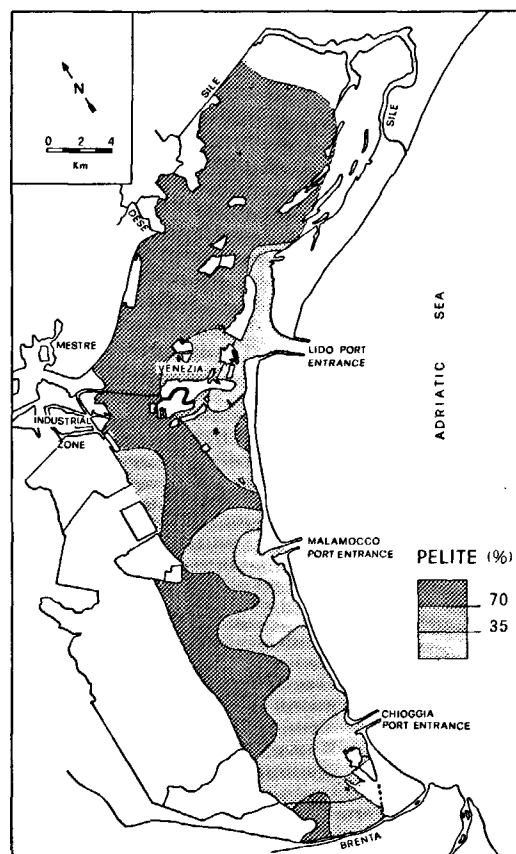 N
0 2 4
Km
SILE
SILE
DESE
MESTRE
VENEZIA
INDUSTRIAL
ZONE
LIDO PORT
ENTRANCE
ADRIATIC SEA
MALAMOCCO
PORT ENTRANCE
PELITE (%)
70
35
CHIOGGIA
PORT ENTRANCE
BRENTA